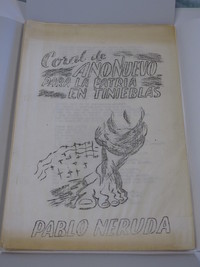 Coral de
AÑO NUEVO
PARA LA PATRIA
EN TINIEBLAS
PABLO NERUDA